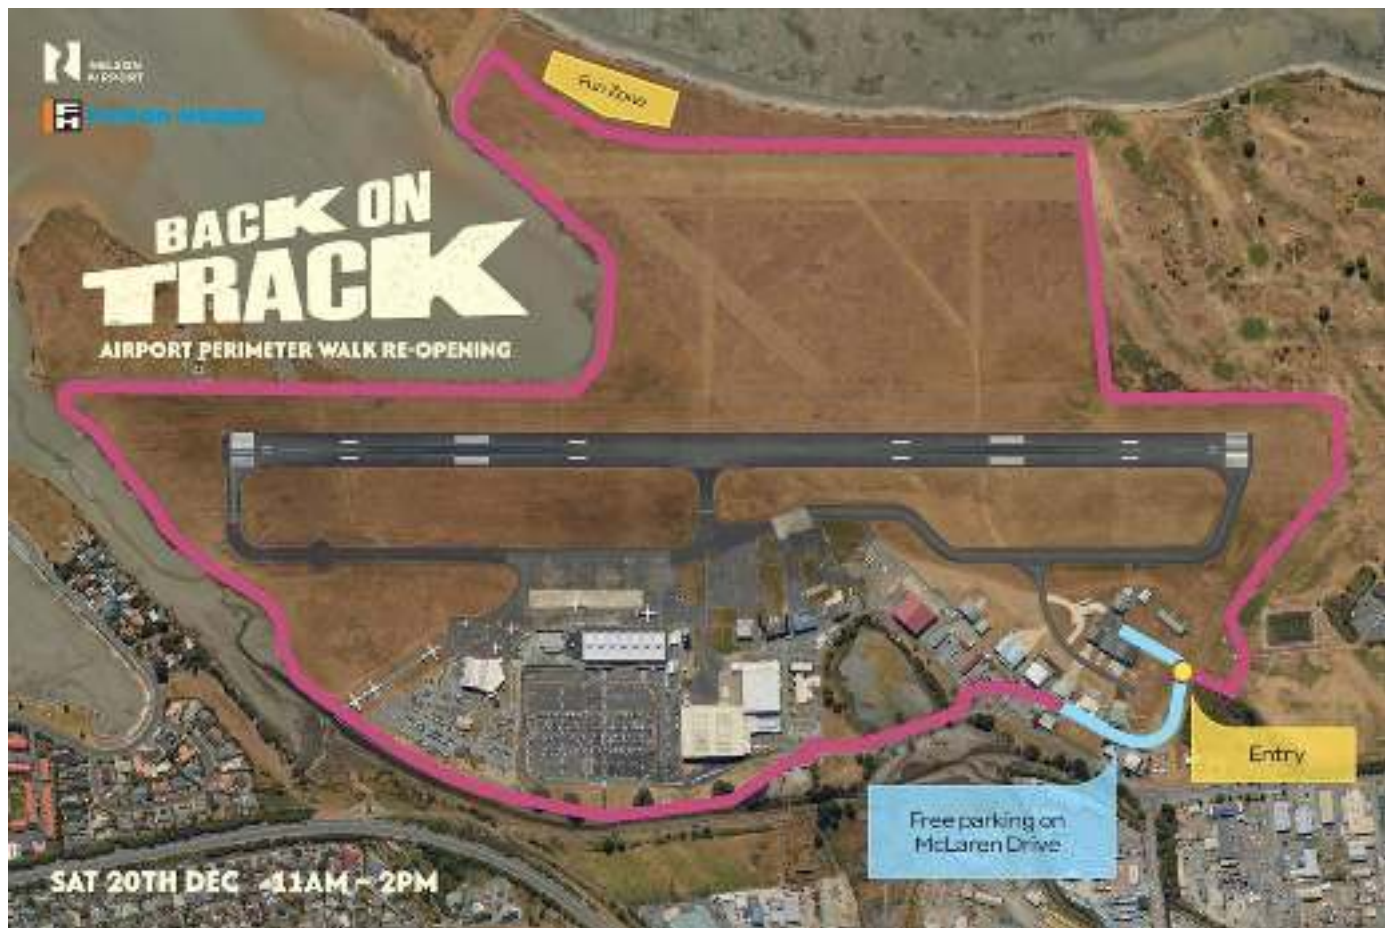 NELSON
AIRPORT
FH
BACK ON
TRACK
AIRPORT PERIMETER WALK RE-OPENING
Fun Zone
Entry
Free parking on
McLaren Drive
SAT 20TH DEC 11AM – 2PM